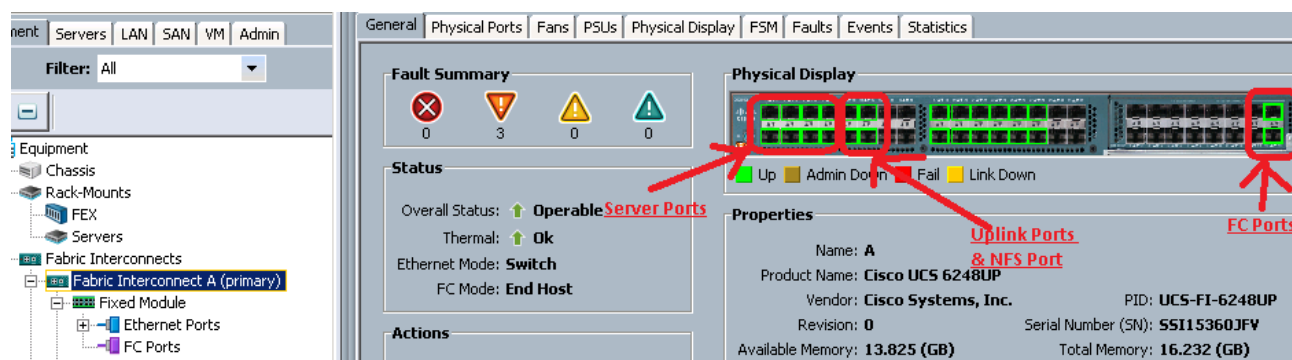 ment Servers LAN SAN VM Admin
Filter: All
Equipment
Chassis
Rack-Mounts
FEX
Servers
Fabric Interconnects
Fabric Interconnect A (primary)
Fixed Module
Ethernet Ports
FC Ports
General Physical Ports Fans PSUs Physical Display FSM Faults Events Statistics
Fault Summary
0 3 0 0
Status
Overall Status: Operable
Thermal: Ok
Ethernet Mode: Switch
FC Mode: End Host
Actions
Physical Display
Up Admin Down Fail Link Down
Server Ports
Uplink Ports
& NFS Port
FC Ports
Properties
Name: A
Product Name: Cisco UCS 6248UP
Vendor: Cisco Systems, Inc. PID: UCS-FI-6248UP
Revision: 0 Serial Number (SN): SSI15360JFV
Available Memory: 13.825 (GB) Total Memory: 16.232 (GB)